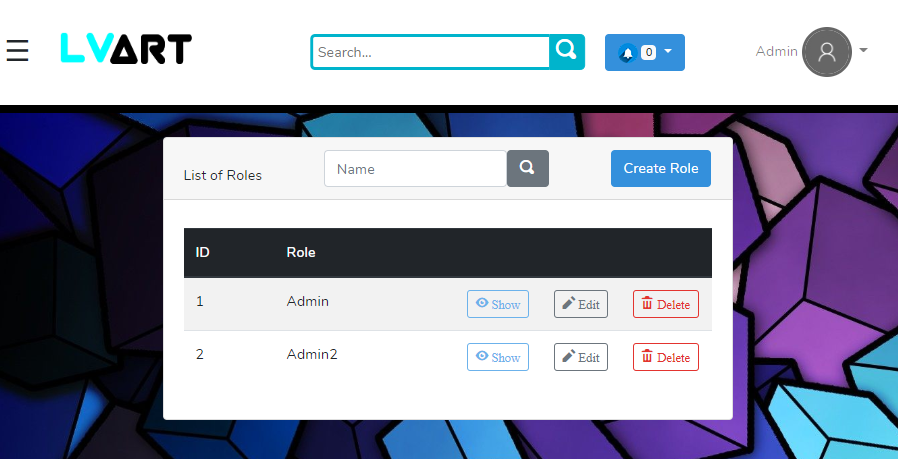 LVART
Search...
0
Admin
List of Roles
Name
Create Role
ID Role
1 Admin Show Edit Delete
2 Admin2 Show Edit Delete